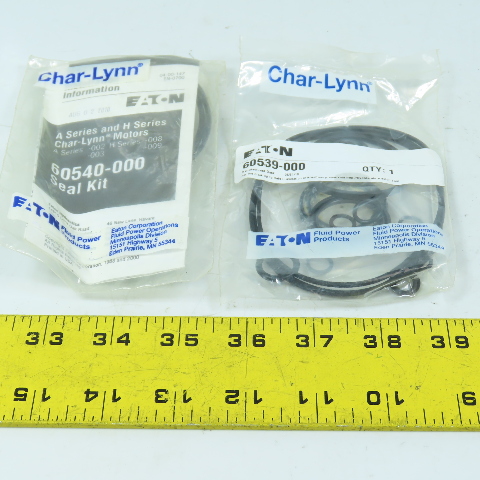 Char-Lynn®
Information
EATON
A Series and H Series
Char-Lynn® Motors
60540-000
Seal Kit
Fluid Power
Products
Eaton Corporation
Fluid Power Operations
Minneapolis Division
15151 Highway 5
Eden Prairie, MN 55344
Char-Lynn®
EATON
60539-000
QTY: 1
EATON
Fluid Power
Products
Eaton Corporation
Fluid Power Operations
Minneapolis Division
15151 Highway 5
Eden Prairie, MN 55344
33 34 35 36 37 38 39
14 13 12 11 10 9